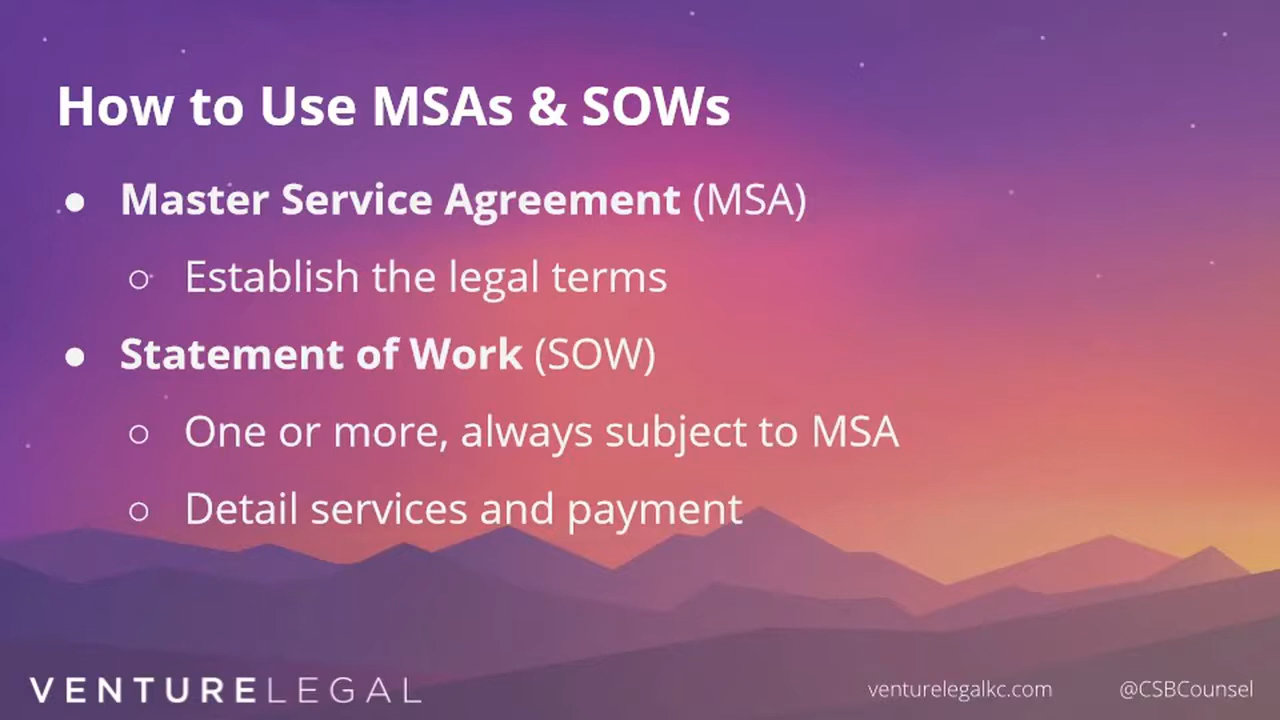 How to Use MSAs & SOWs
● Master Service Agreement (MSA)
○ Establish the legal terms
● Statement of Work (SOW)
○ One or more, always subject to MSA
○ Detail services and payment
VENTURELEGAL
venturelegalkc.com
@CSBCounsel